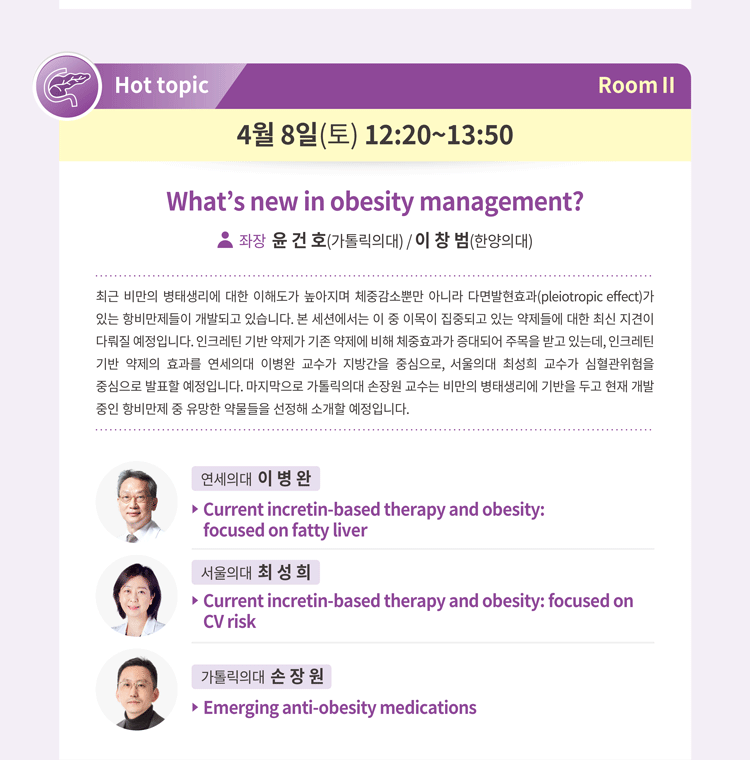 Hot topic
Room II
4월 8일(토) 12:20~13:50
What’s new in obesity management?
좌장 윤 건 호(가톨릭의대) / 이 창 범(한양의대)
최근 비만의 병태생리에 대한 이해도가 높아지며 체중감소뿐만 아니라 다면발현효과(pleiotropic effect)가
있는 항비만제들이 개발되고 있습니다. 본 세션에서는 이 중 이목이 집중되고 있는 약제들에 대한 최신 지견이
다뤄질 예정입니다. 인크레틴 기반 약제가 기존 약제에 비해 체중효과가 증대되어 주목을 받고 있는데, 인크레틴
기반 약제의 효과를 연세의대 이병완 교수가 지방간을 중심으로, 서울의대 최성희 교수가 심혈관위험을
중심으로 발표할 예정입니다. 마지막으로 가톨릭의대 손장원 교수는 비만의 병태생리에 기반을 두고 현재 개발
중인 항비만제 중 유망한 약물들을 선정해 소개할 예정입니다.
연세의대 이 병 완
Current incretin-based therapy and obesity:
focused on fatty liver
서울의대 최 성 희
Current incretin-based therapy and obesity: focused on
CV risk
가톨릭의대 손 장 원
Emerging anti-obesity medications